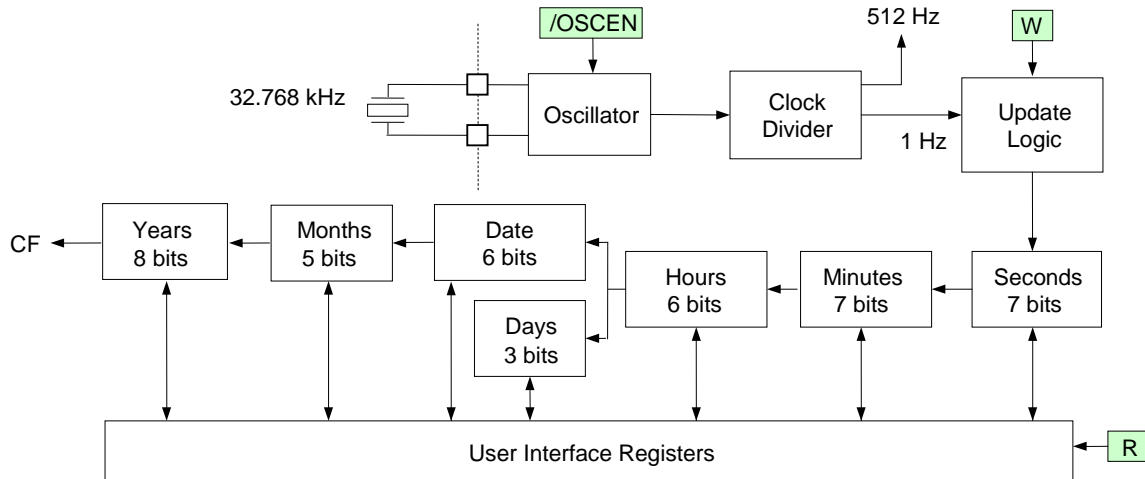 /OSCEN
512 Hz
W
32.768 kHz
Oscillator
Clock
Divider
1 Hz
Update
Logic
CF
Years
8 bits
Months
5 bits
Date
6 bits
Days
3 bits
Hours
6 bits
Minutes
7 bits
Seconds
7 bits
User Interface Registers
R